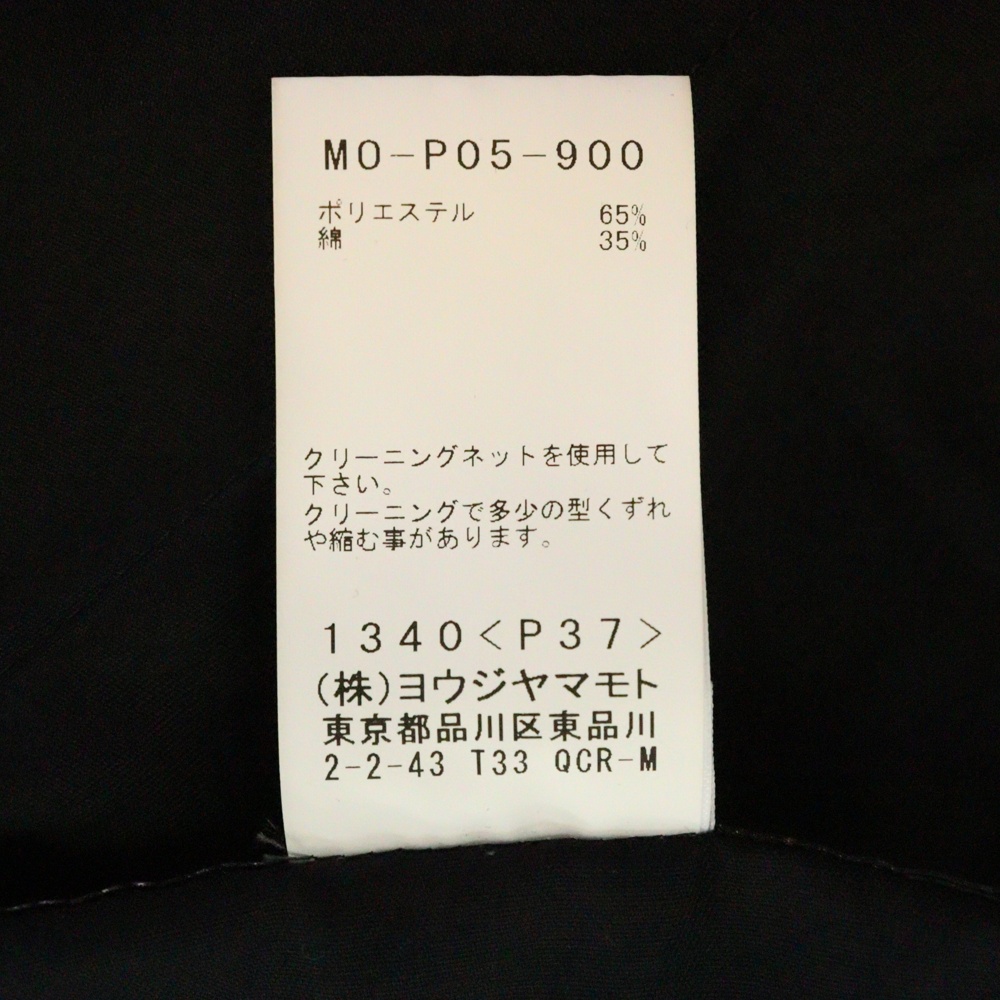 MO-P05-900
ポリエステル 65%
綿 35%
クリーニングネットを使用して
下さい。
クリーニングで多少の型くずれ
や縮む事があります。
1340<P37>
(株)ヨウジヤマモト
東京都品川区東品川
2-2-43 T33 QCR-M